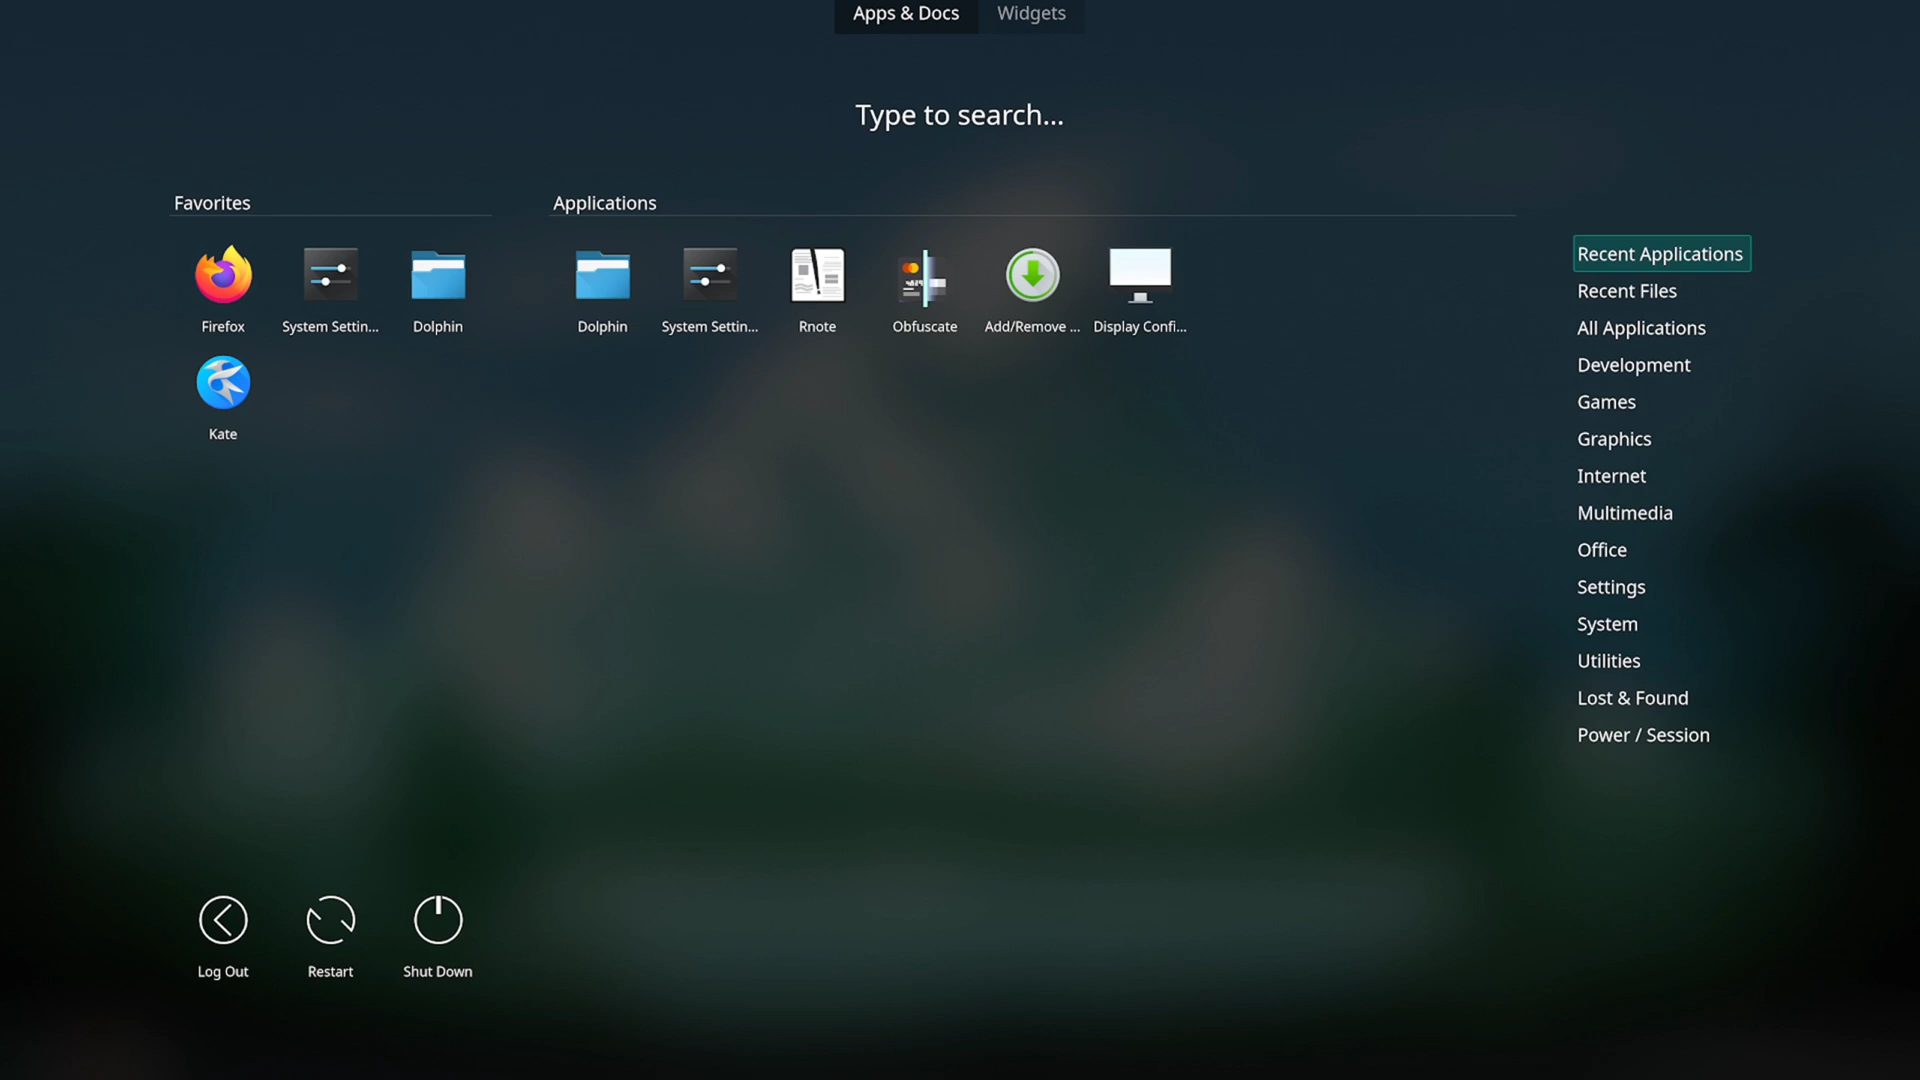 Apps & Docs
Widgets
Type to search...
Favorites
Firefox
System Settin...
Dolphin
Kate
Applications
Dolphin
System Settin...
Rnote
Obfuscate
Add/Remove ...
Display Confi...
Recent Applications
Recent Files
All Applications
Development
Games
Graphics
Internet
Multimedia
Office
Settings
System
Utilities
Lost & Found
Power / Session
Log Out
Restart
Shut Down